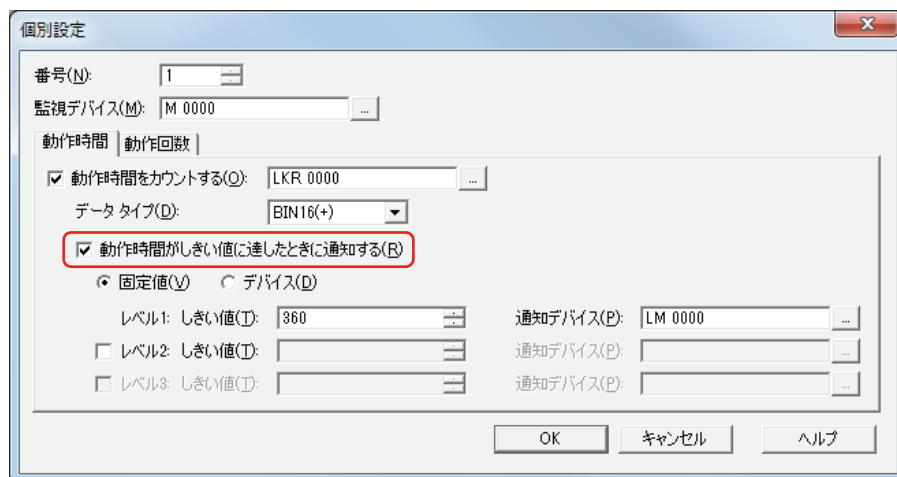 個別設定
番号(N): 1
監視デバイス(M): M 0000 ...
動作時間 動作回数
動作時間をカウントする(O): LKR 0000 ...
データ タイプ(D): BIN16(+)
動作時間がしきい値に達したときに通知する(R)
固定値(V) デバイス(D)
レベル1: しきい値(T): 360 通知デバイス(P): LM 0000 ...
レベル2: しきい値(T): 通知デバイス(P): ...
レベル3: しきい値(T): 通知デバイス(P): ...
OK キャンセル ヘルプ